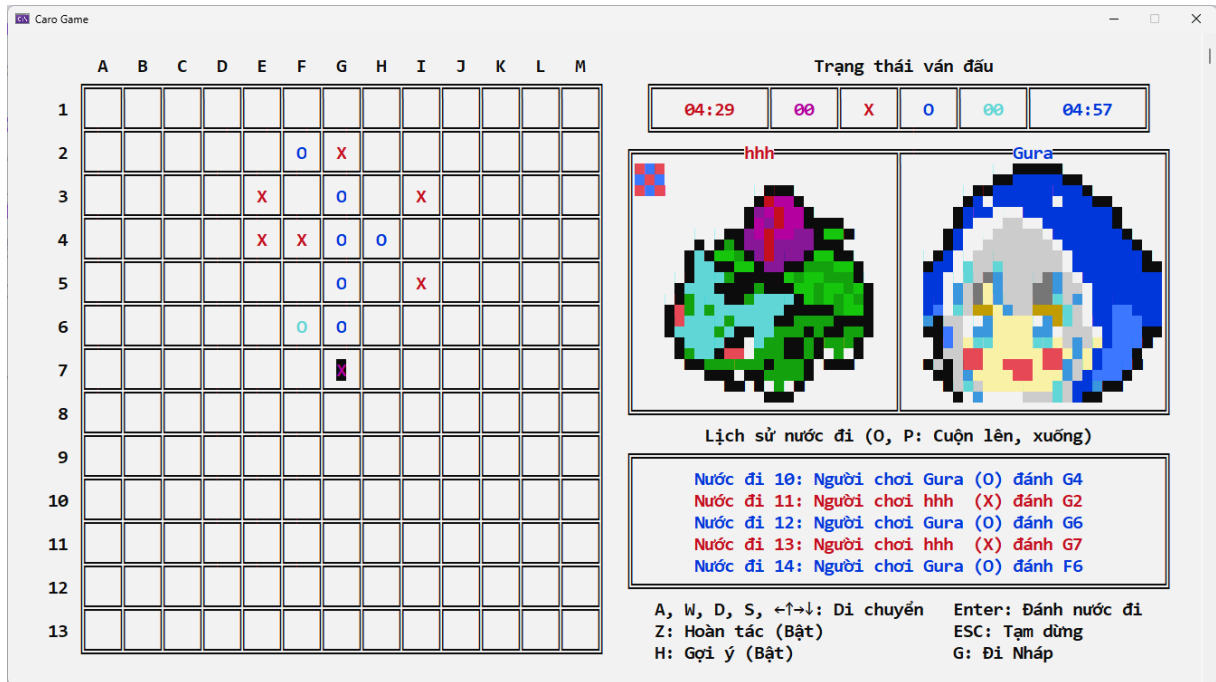 Caro Game
A B C D E F G H I J K L M
1
2 O X
3 X O X
4 X X O O
5 O X
6 O O
7 X
8
9
10
11
12
13
Trạng thái ván đấu
04:29 00 X O 00 04:57
hhh Gura
Lịch sử nước đi (O, P: Cuộn lên, xuống)
Nước đi 10: Người chơi Gura (O) đánh G4
Nước đi 11: Người chơi hhh (X) đánh G2
Nước đi 12: Người chơi Gura (O) đánh G6
Nước đi 13: Người chơi hhh (X) đánh G7
Nước đi 14: Người chơi Gura (O) đánh F6
A, W, D, S, ←↑→↓: Di chuyển Enter: Đánh nước đi
Z: Hoàn tác (Bật) ESC: Tạm dừng
H: Gợi ý (Bật) G: Đi Nháp